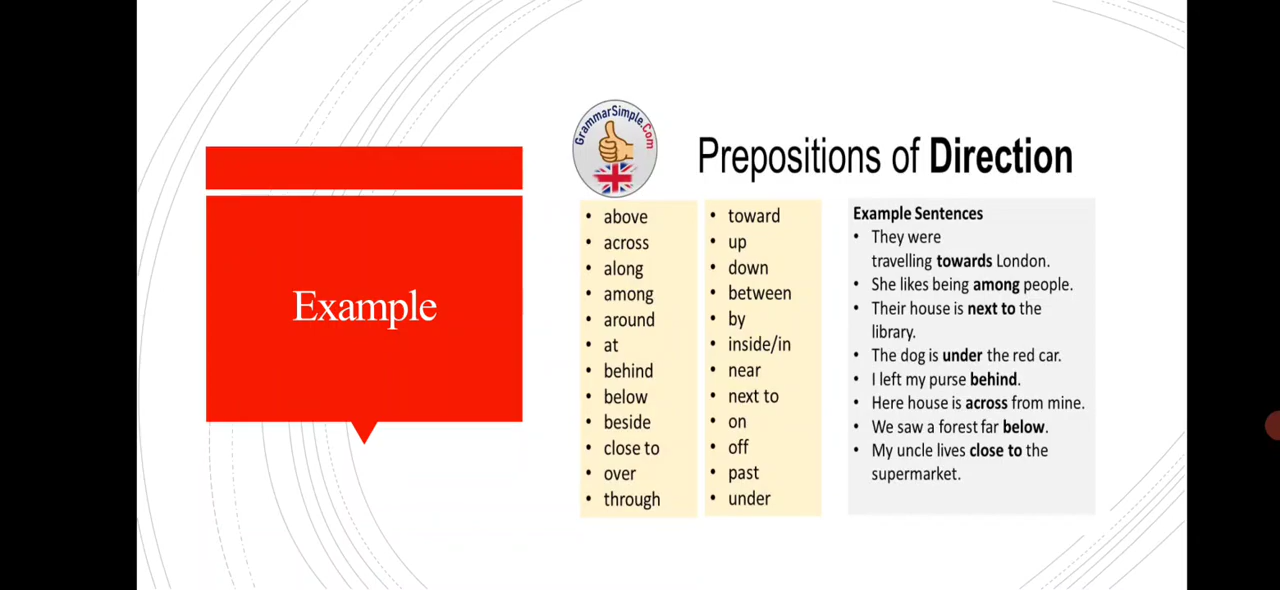 Example
GrammarSimple.Com
Prepositions of Direction
• above
• across
• along
• among
• around
• at
• behind
• below
• beside
• close to
• over
• through
• toward
• up
• down
• between
• by
• inside/in
• near
• next to
• on
• off
• past
• under
Example Sentences
• They were
travelling towards London.
• She likes being among people.
• Their house is next to the
library.
• The dog is under the red car.
• I left my purse behind.
• Here house is across from mine.
• We saw a forest far below.
• My uncle lives close to the
supermarket.